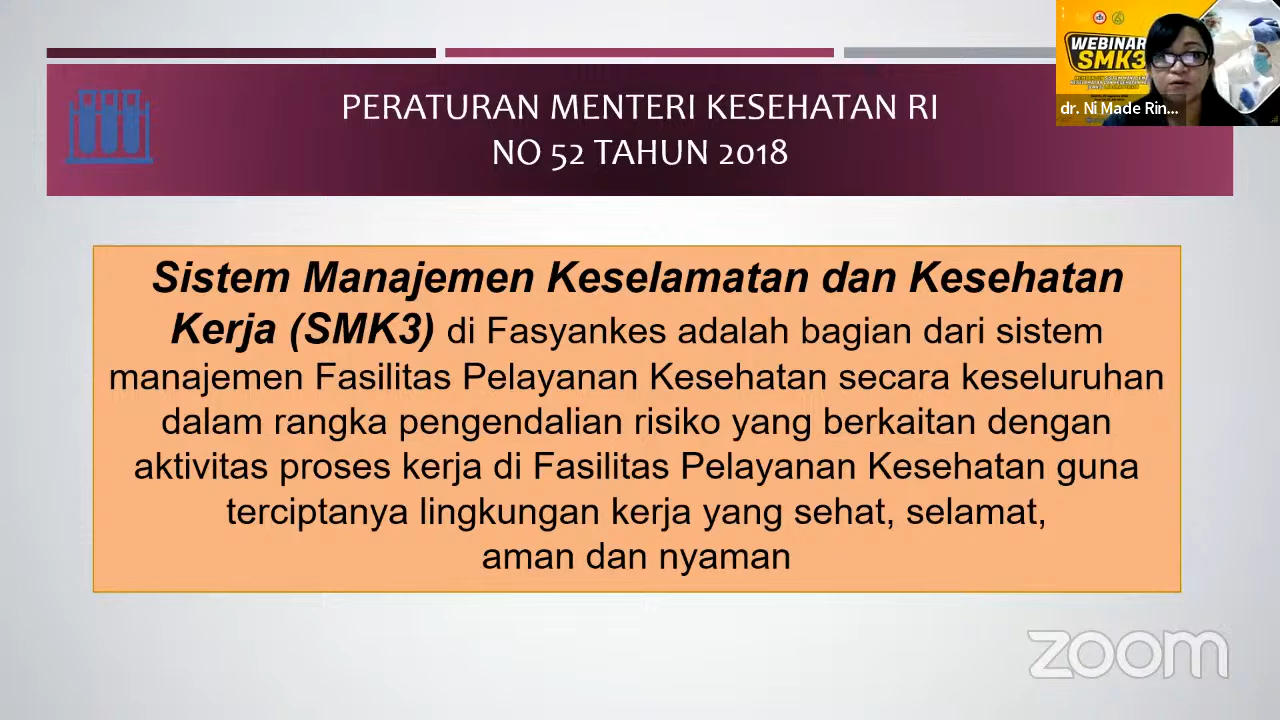 PERATURAN MENTERI KESEHATAN RI
NO 52 TAHUN 2018
WEBINAR
SMK3
dr. Ni Made Rin...
Sistem Manajemen Keselamatan dan Kesehatan
Kerja (SMK3) di Fasyankes adalah bagian dari sistem
manajemen Fasilitas Pelayanan Kesehatan secara keseluruhan
dalam rangka pengendalian risiko yang berkaitan dengan
aktivitas proses kerja di Fasilitas Pelayanan Kesehatan guna
terciptanya lingkungan kerja yang sehat, selamat,
aman dan nyaman
zoom